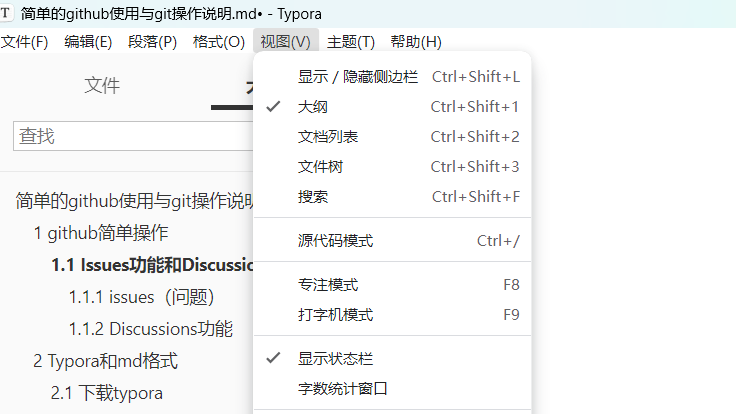 T 简单的github使用与git操作说明.md• - Typora
文件(F) 编辑(E) 段落(P) 格式(O) 视图(V) 主题(T) 帮助(H)
文件
查找
简单的github使用与git操作说明
1 github简单操作
1.1 Issues功能和Discussio
1.1.1 issues（问题）
1.1.2 Discussions功能
2 Typora和md格式
2.1 下载typora
显示 / 隐藏侧边栏 Ctrl+Shift+L
大纲 Ctrl+Shift+1
文档列表 Ctrl+Shift+2
文件树 Ctrl+Shift+3
搜索 Ctrl+Shift+F
源代码模式 Ctrl+/
专注模式 F8
打字机模式 F9
显示状态栏
字数统计窗口